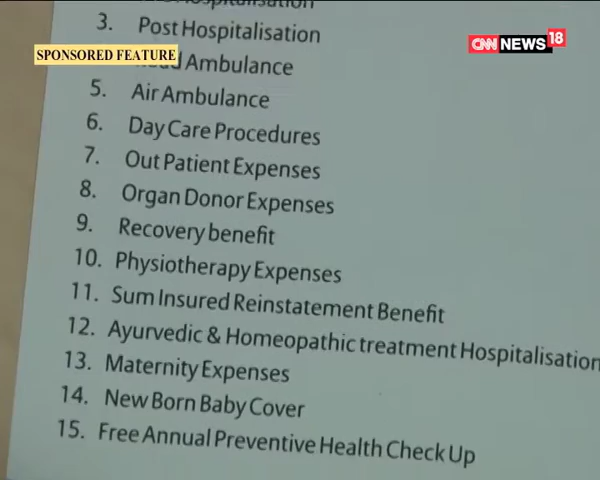 3. Post Hospitalisation
CNN NEWS 18
SPONSORED FEATURE
Ambulance
5. Air Ambulance
6. Day Care Procedures
7. Out Patient Expenses
8. Organ Donor Expenses
9. Recovery benefit
10. Physiotherapy Expenses
11. Sum Insured Reinstatement Benefit
12. Ayurvedic & Homeopathic treatment Hospitalisation
13. Maternity Expenses
14. New Born Baby Cover
15. Free Annual Preventive Health Check Up